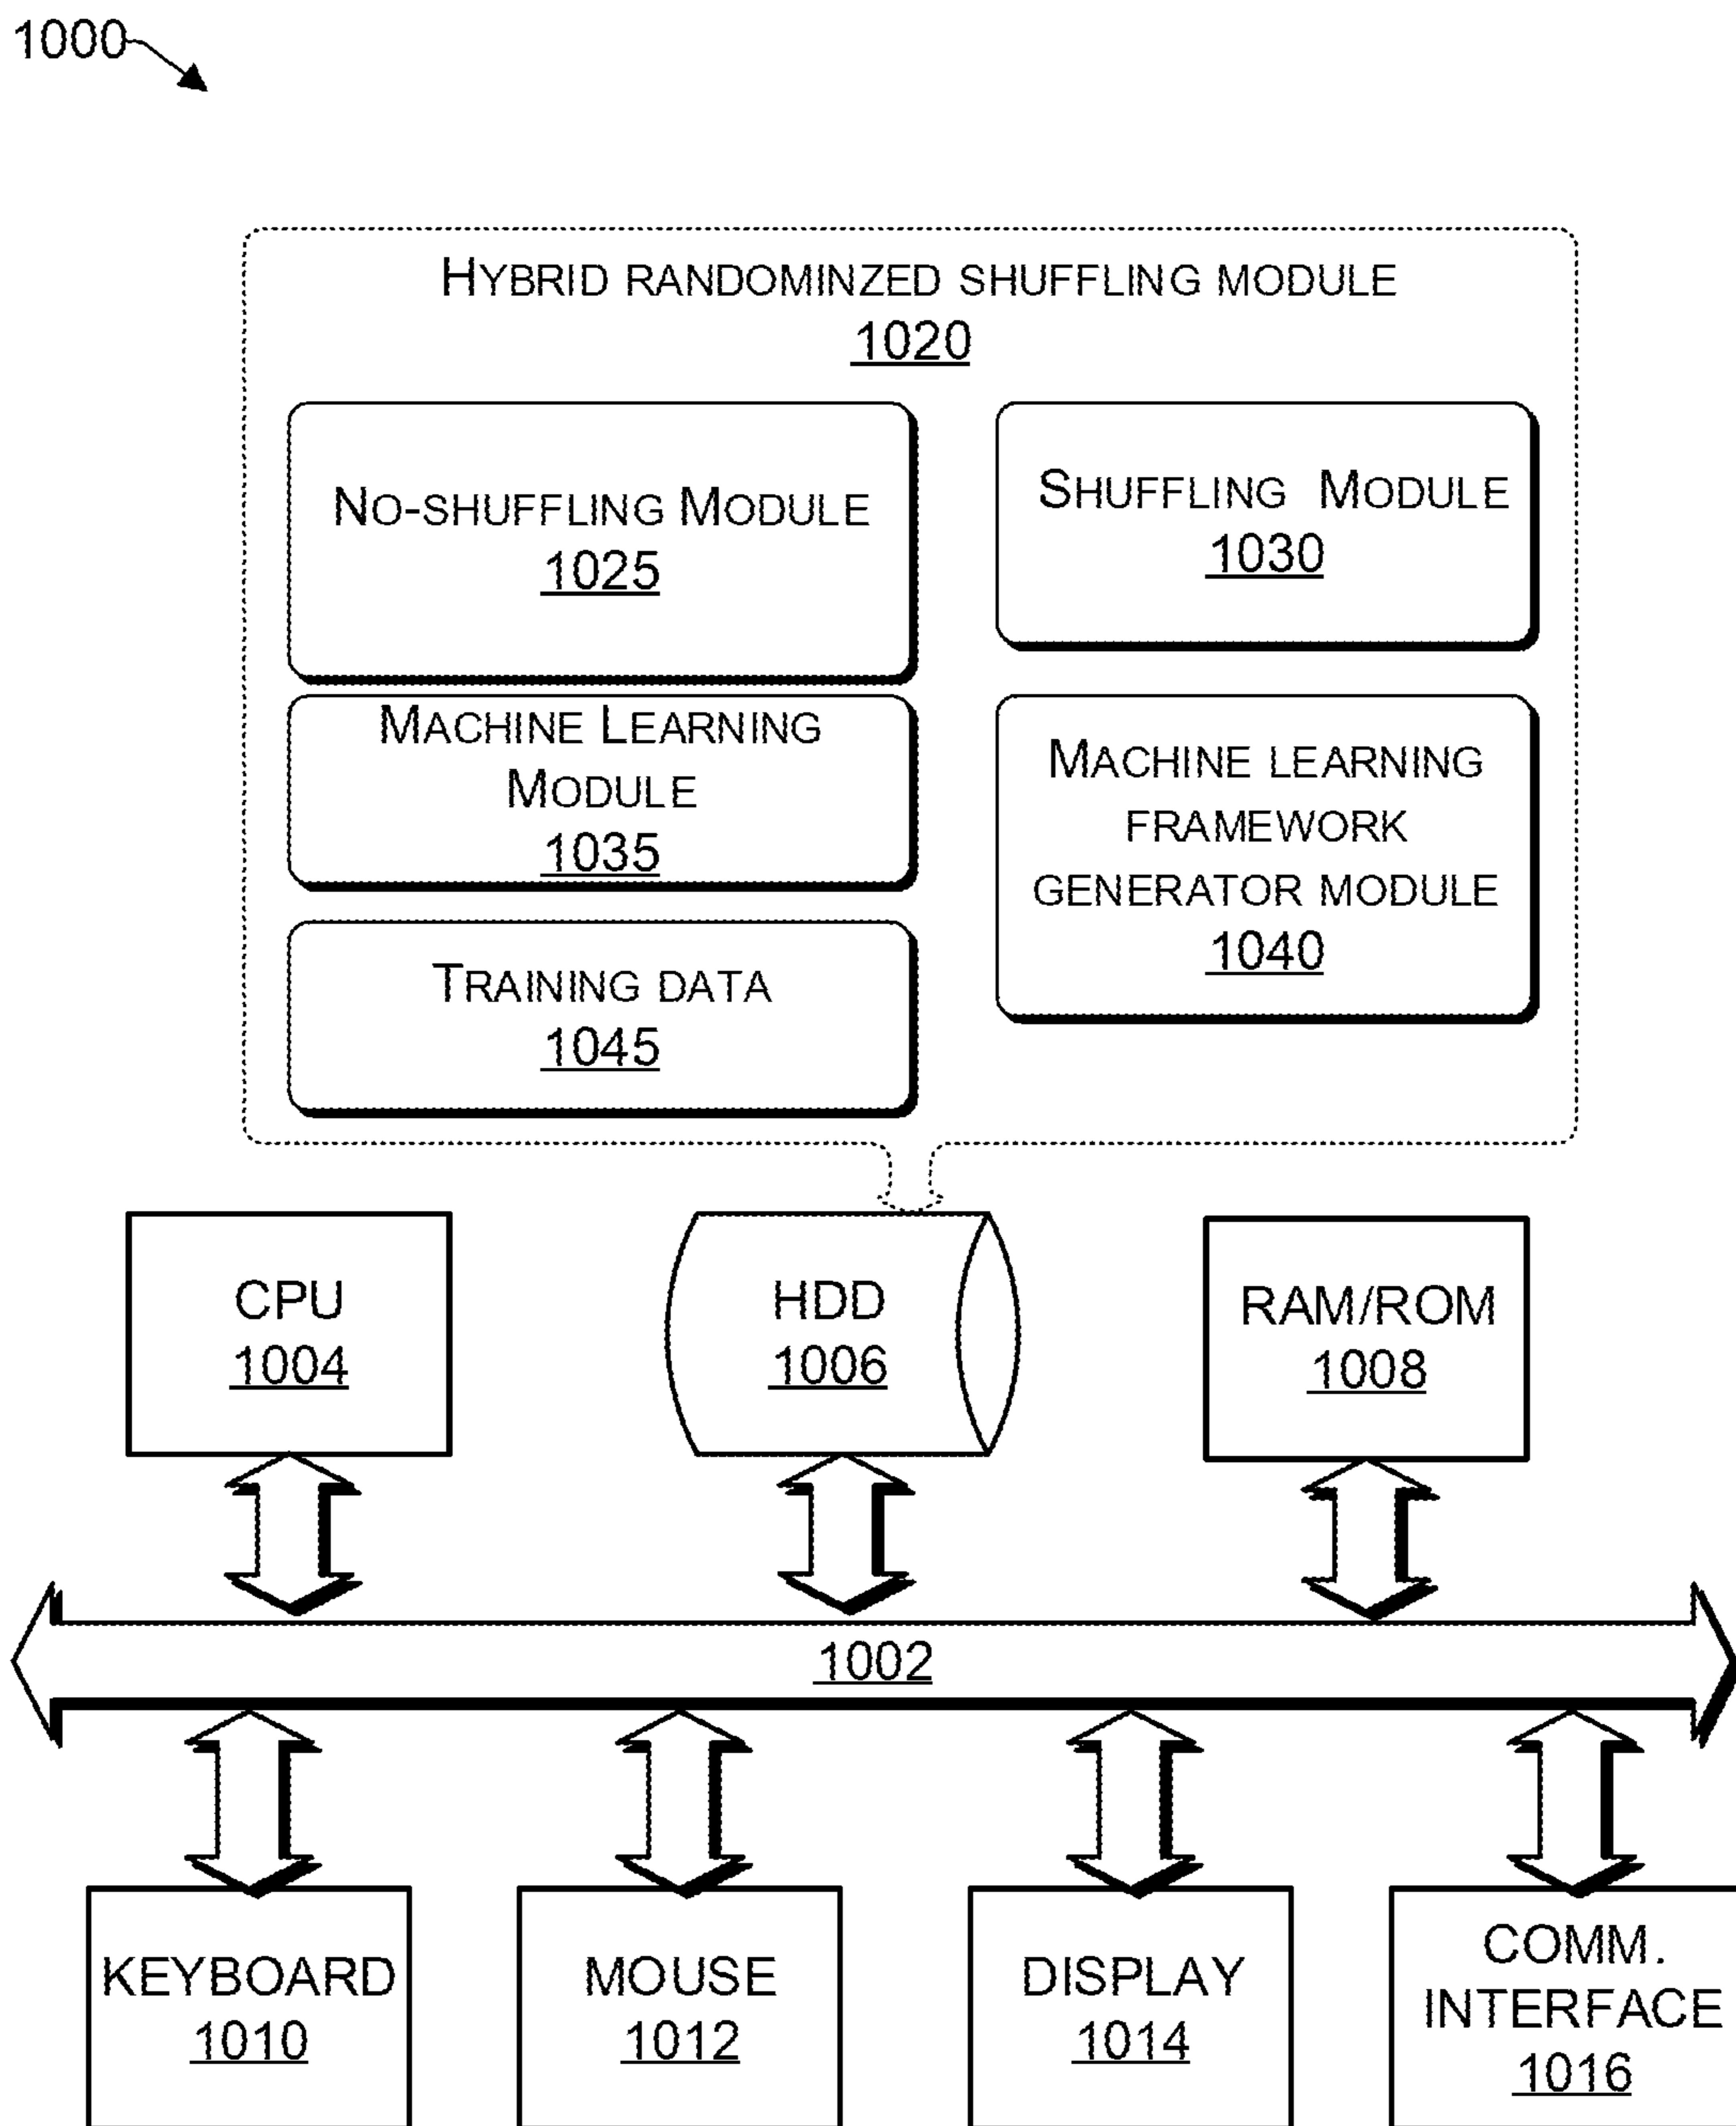 1000
HYBRID RANDOMINZED SHUFFLING MODULE
1020
NO-SHUFFLING MODULE
1025
SHUFFLING MODULE
1030
MACHINE LEARNING
MODULE
1035
MACHINE LEARNING
FRAMEWORK
GENERATOR MODULE
1040
TRAINING DATA
1045
CPU
1004
HDD
1006
RAM/ROM
1008
1002
KEYBOARD
1010
MOUSE
1012
DISPLAY
1014
COMM.
INTERFACE
1016